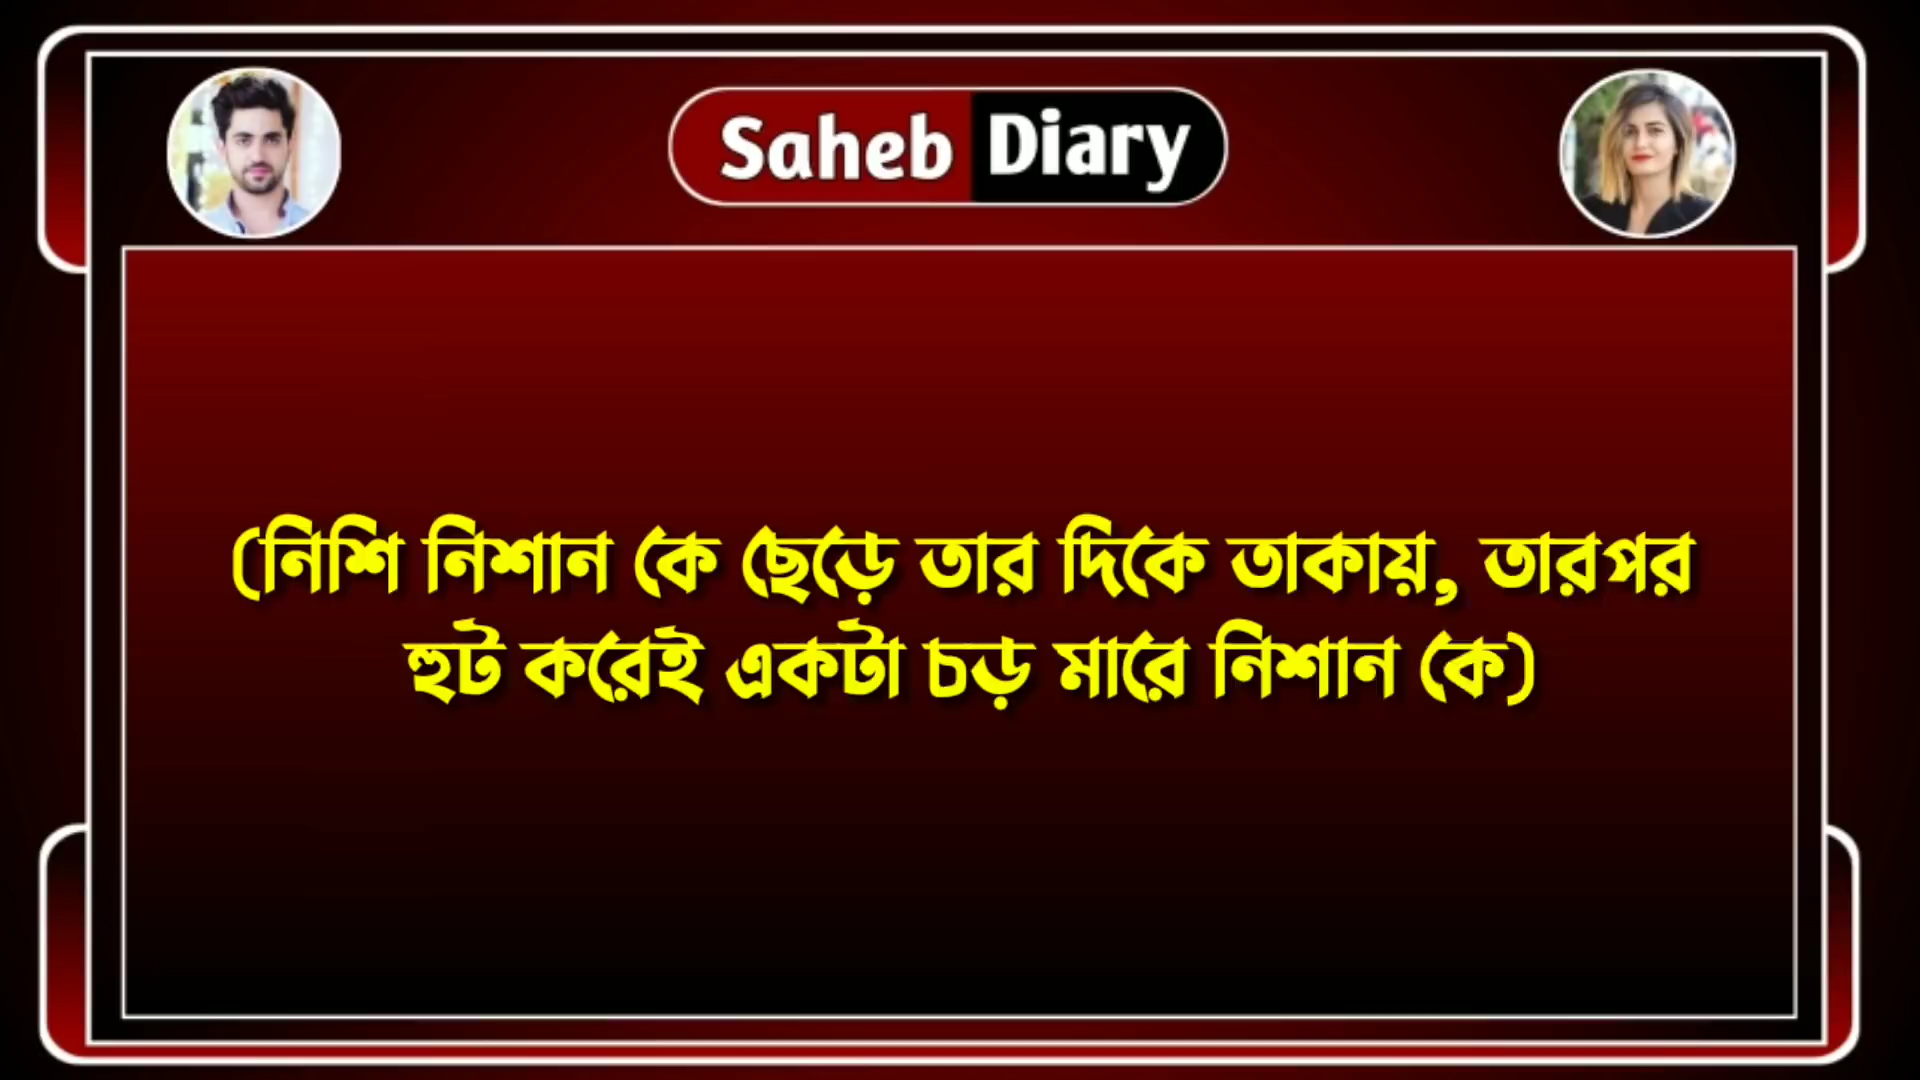 Saheb Diary
(নিশি নিশান কে ছেড়ে তার দিকে তাকায়, তারপর
হুট করেই একটা চড় মারে নিশান কে)